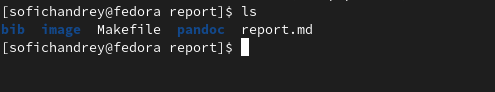 [sofichandrey@fedora report]$ ls
bib image Makefile pandoc report.md
[sofichandrey@fedora report]$